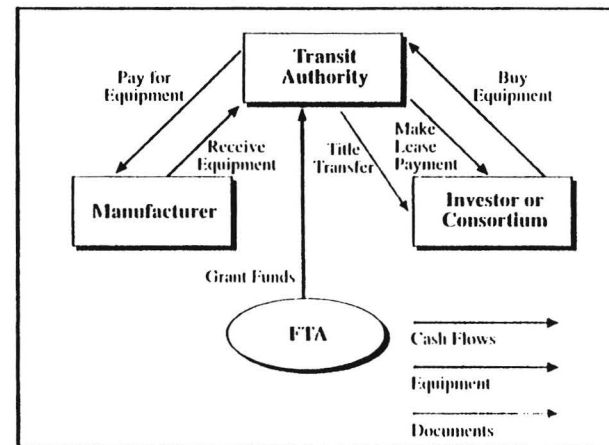 Transit
Authority
Pay for
Equipment
Buy
Equipment
Receive
Equipment
Title
Transfer
Make
Lease
Payment
Manufacturer
Investor or
Consortium
Grant Funds
FTA
Cash Flows
Equipment
Documents